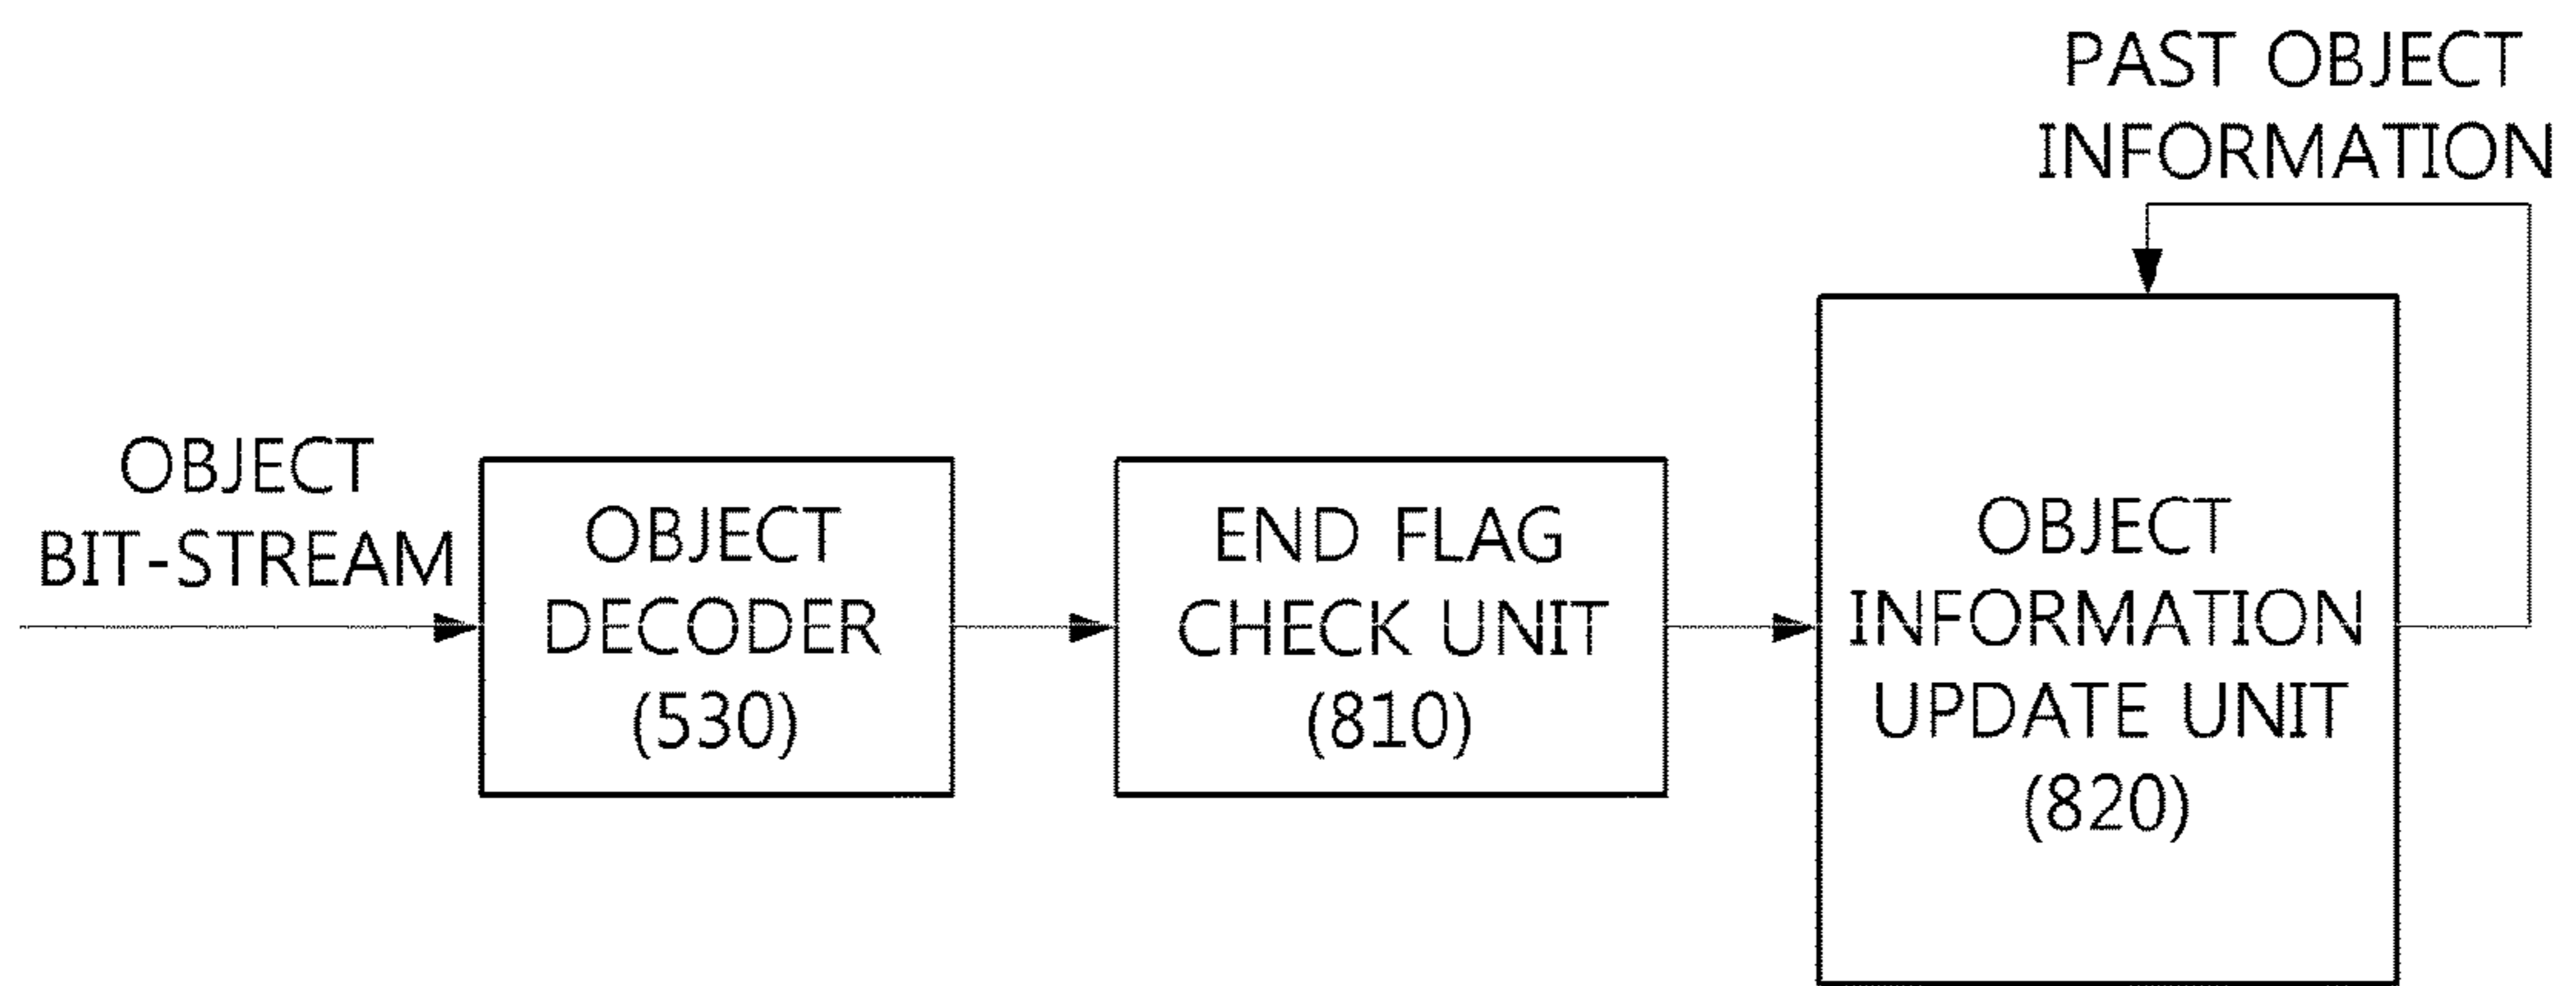 PAST OBJECT
INFORMATION
OBJECT
BIT-STREAM
OBJECT
DECODER
(530)
END FLAG
CHECK UNIT
(810)
OBJECT
INFORMATION
UPDATE UNIT
(820)